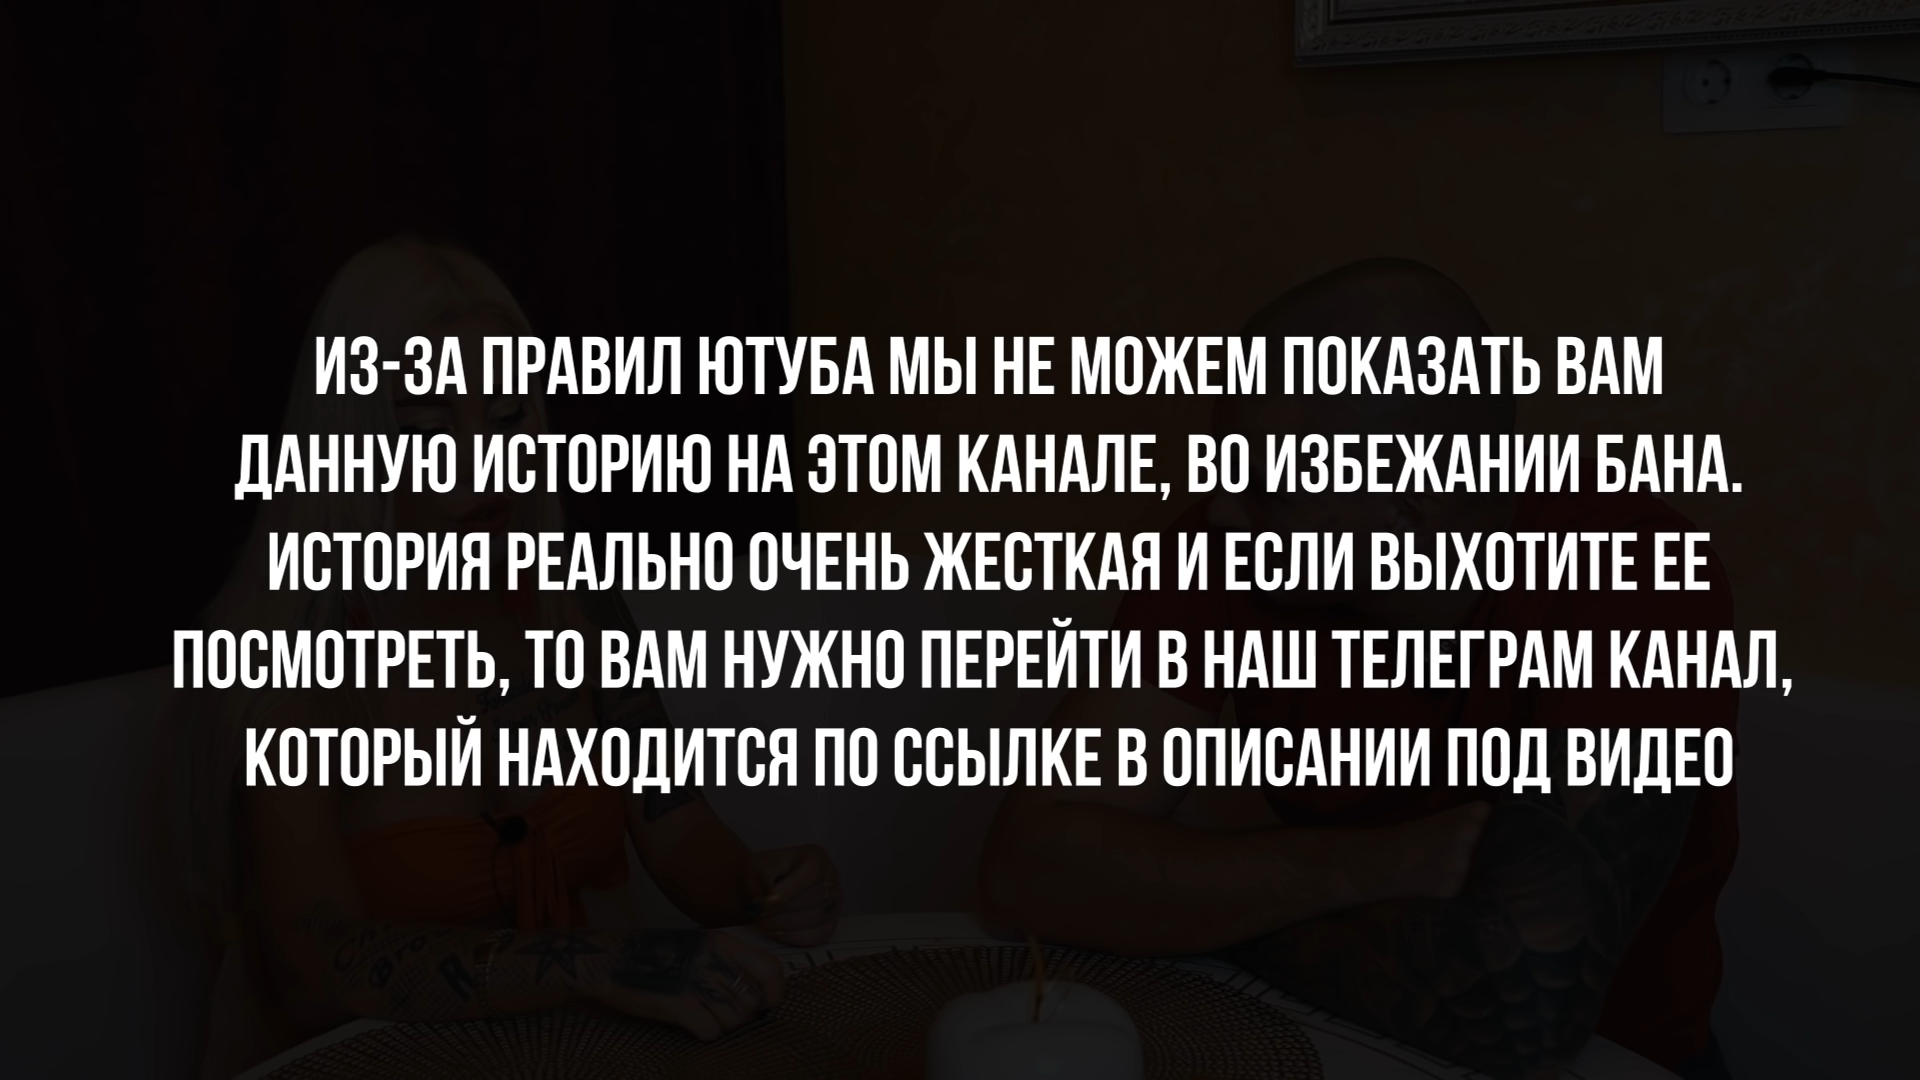 ИЗ-ЗА ПРАВИЛ ЮТУБА МЫ НЕ МОЖЕМ ПОКАЗАТЬ ВАМ
ДАННУЮ ИСТОРИЮ НА ЭТОМ КАНАЛЕ, ВО ИЗБЕЖАНИИ БАНА.
ИСТОРИЯ РЕАЛЬНО ОЧЕНЬ ЖЕСТКАЯ И ЕСЛИ ВЫХОТИТЕ ЕЕ
ПОСМОТРЕТЬ, ТО ВАМ НУЖНО ПЕРЕЙТИ В НАШ ТЕЛЕГРАМ КАНАЛ,
КОТОРЫЙ НАХОДИТСЯ ПО ССЫЛКЕ В ОПИСАНИИ ПОД ВИДЕО